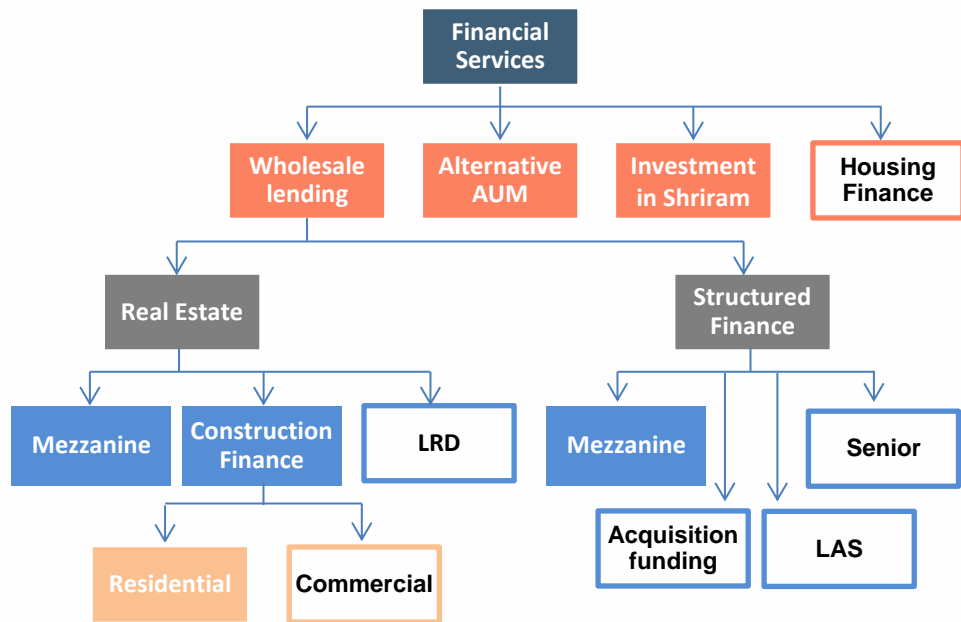 Financial
Services
Wholesale
lending
Alternative
AUM
Investment
in Shriram
Housing
Finance
Real Estate
Structured
Finance
Mezzanine
Construction
Finance
LRD
Mezzanine
Senior
Acquisition
funding
LAS
Residential
Commercial